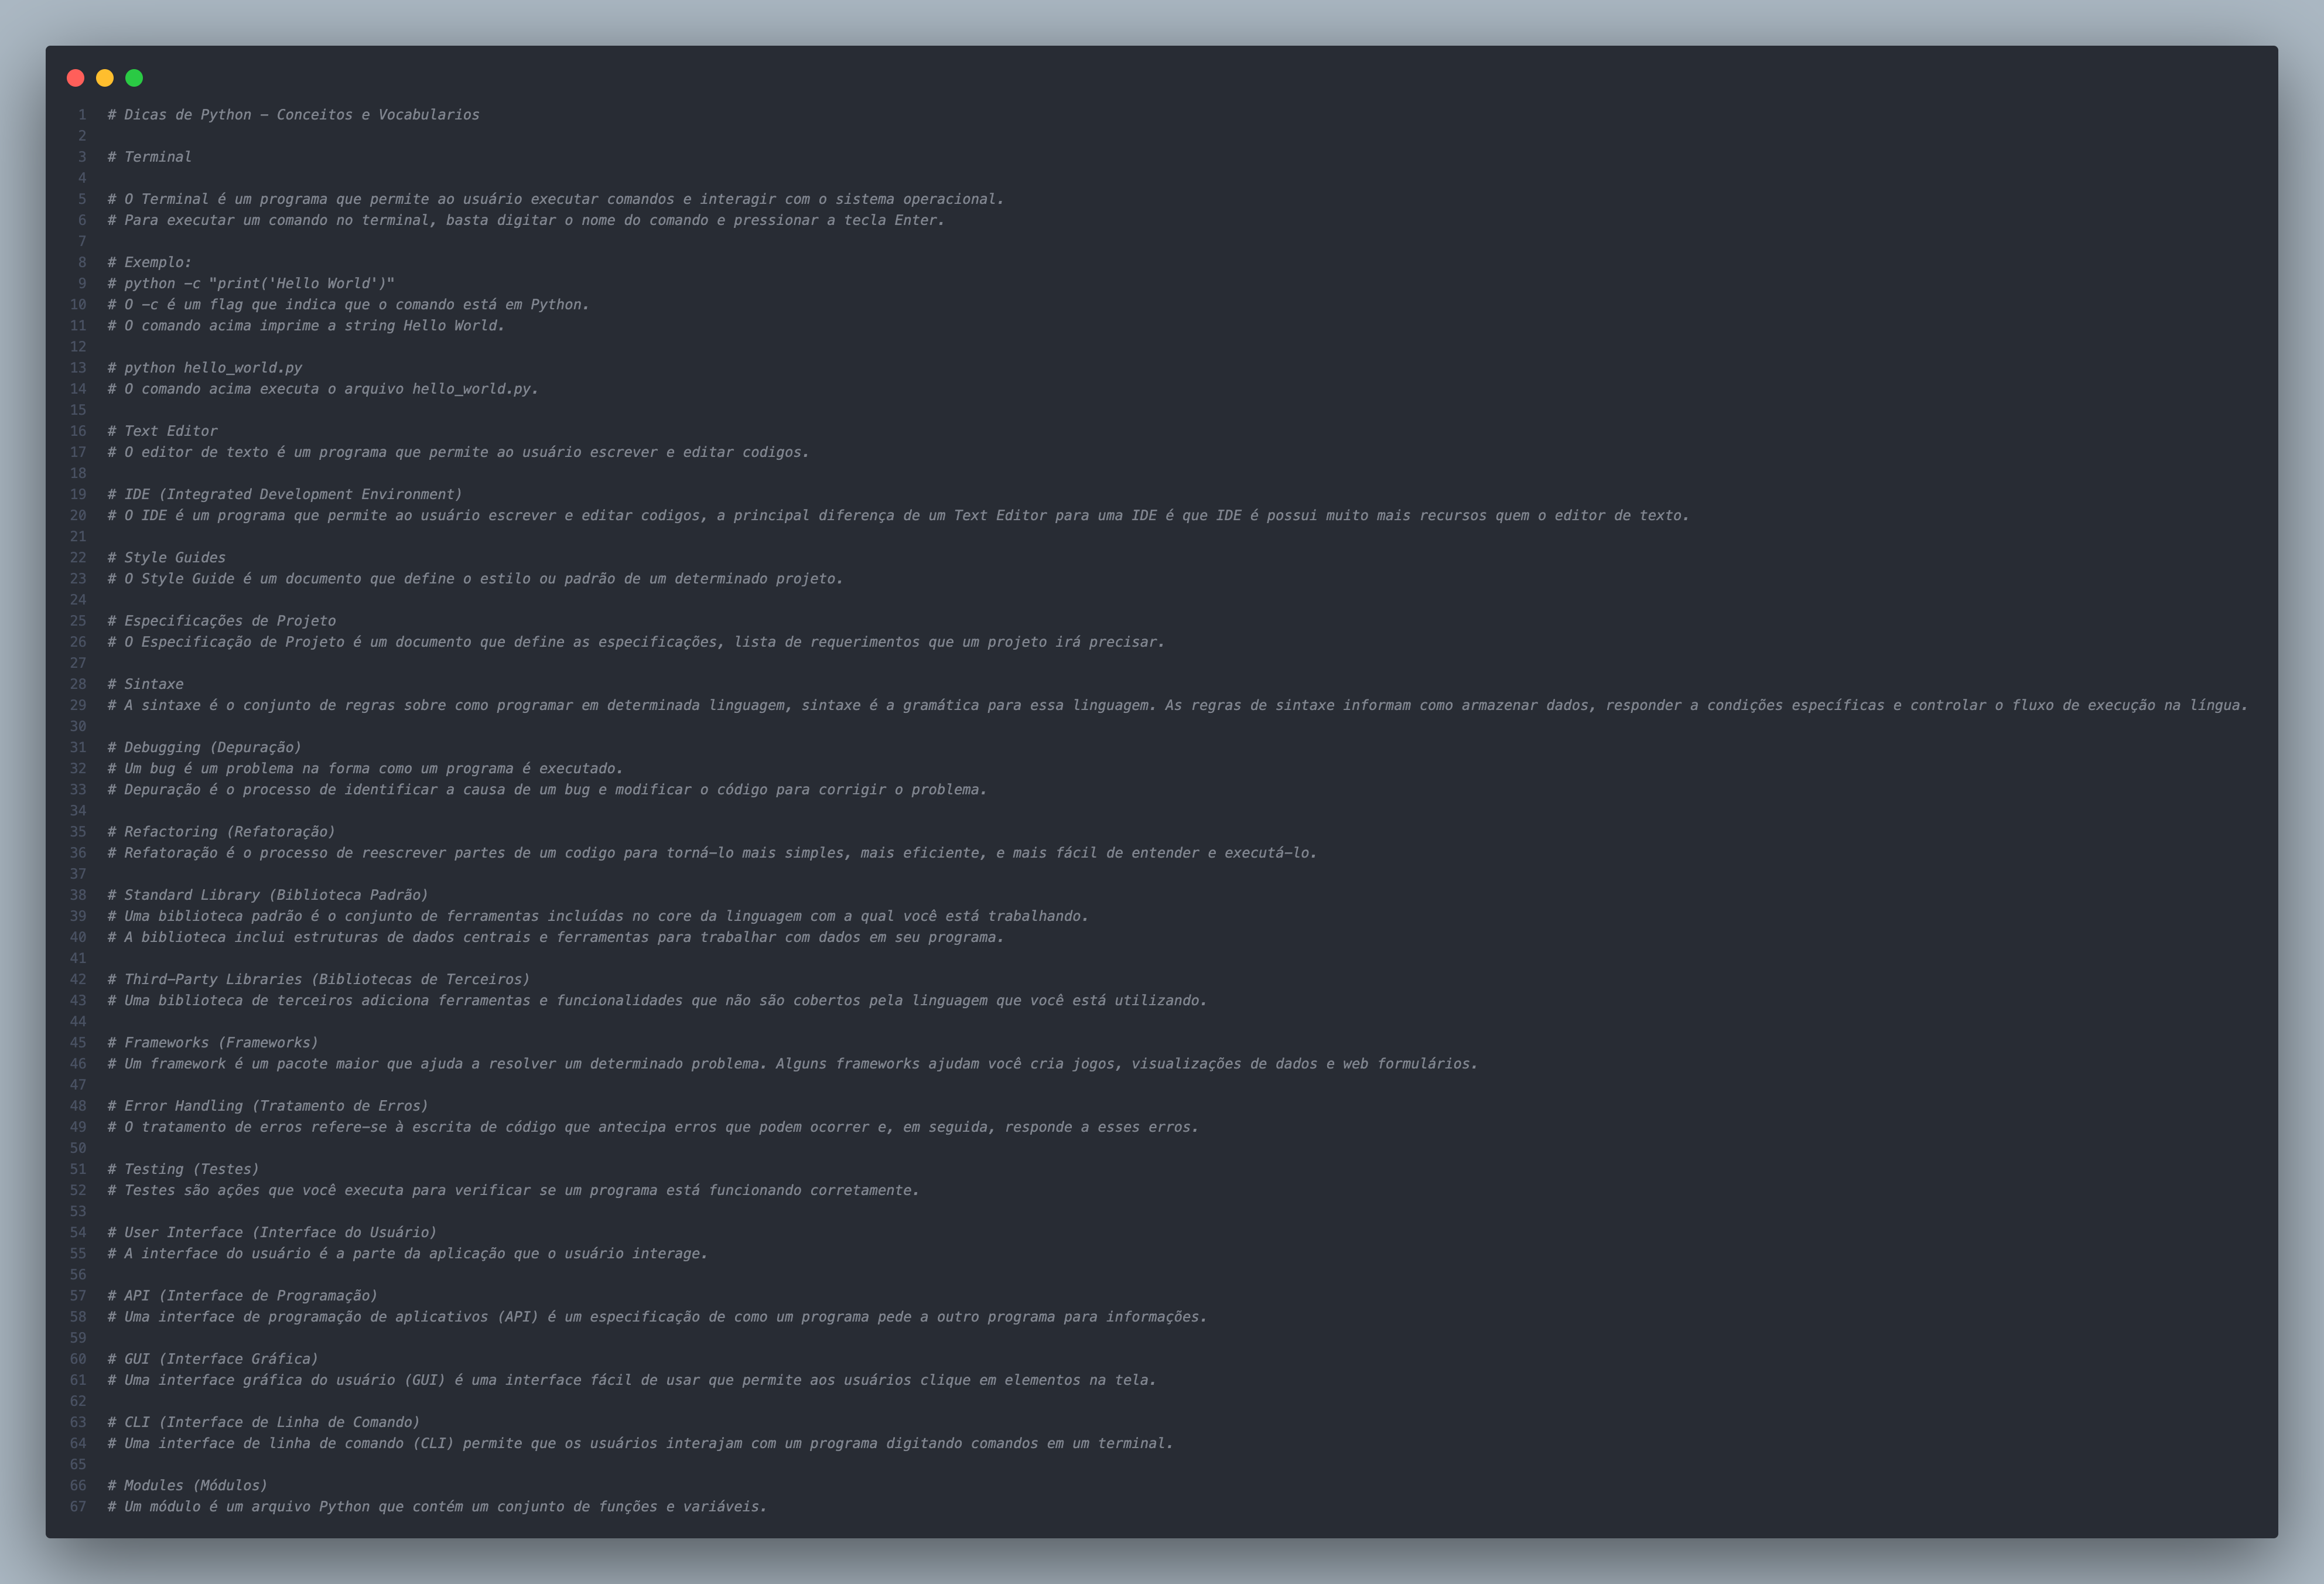 1 # Dicas de Python - Conceitos e Vocabularios
2
3 # Terminal
4
5 # O Terminal é um programa que permite ao usuário executar comandos e interagir com o sistema operacional.
6 # Para executar um comando no terminal, basta digitar o nome do comando e pressionar a tecla Enter.
7
8 # Exemplo:
9 # python -c "print('Hello World')"
10 # O -c é um flag que indica que o comando está em Python.
11 # O comando acima imprime a string Hello World.
12
13 # python hello_world.py
14 # O comando acima executa o arquivo hello_world.py.
15
16 # Text Editor
17 # O editor de texto é um programa que permite ao usuário escrever e editar codigos.
18
19 # IDE (Integrated Development Environment)
20 # O IDE é um programa que permite ao usuário escrever e editar codigos, a principal diferença de um Text Editor para uma IDE é que IDE é possui muito mais recursos quem o editor de texto.
21
22 # Style Guides
23 # O Style Guide é um documento que define o estilo ou padrão de um determinado projeto.
24
25 # Especificações de Projeto
26 # O Especificação de Projeto é um documento que define as especificações, lista de requerimentos que um projeto irá precisar.
27
28 # Sintaxe
29 # A sintaxe é o conjunto de regras sobre como programar em determinada linguagem, sintaxe é a gramática para essa linguagem. As regras de sintaxe informam como armazenar dados, responder a condições específicas e controlar o fluxo de execução na língua.
30
31 # Debugging (Depuração)
32 # Um bug é um problema na forma como um programa é executado.
33 # Depuração é o processo de identificar a causa de um bug e modificar o código para corrigir o problema.
34
35 # Refactoring (Refatoração)
36 # Refatoração é o processo de reescrever partes de um codigo para torná-lo mais simples, mais eficiente, e mais fácil de entender e executá-lo.
37
38 # Standard Library (Biblioteca Padrão)
39 # Uma biblioteca padrão é o conjunto de ferramentas incluídas no core da linguagem com a qual você está trabalhando.
40 # A biblioteca inclui estruturas de dados centrais e ferramentas para trabalhar com dados em seu programa.
41
42 # Third-Party Libraries (Bibliotecas de Terceiros)
43 # Uma biblioteca de terceiros adiciona ferramentas e funcionalidades que não são cobertos pela linguagem que você está utilizando.
44
45 # Frameworks (Frameworks)
46 # Um framework é um pacote maior que ajuda a resolver um determinado problema. Alguns frameworks ajudam você cria jogos, visualizações de dados e web formulários.
47
48 # Error Handling (Tratamento de Erros)
49 # O tratamento de erros refere-se à escrita de código que antecipa erros que podem ocorrer e, em seguida, responde a esses erros.
50
51 # Testing (Testes)
52 # Testes são ações que você executa para verificar se um programa está funcionando corretamente.
53
54 # User Interface (Interface do Usuário)
55 # A interface do usuário é a parte da aplicação que o usuário interage.
56
57 # API (Interface de Programação)
58 # Uma interface de programação de aplicativos (API) é um especificação de como um programa pede a outro programa para informações.
59
60 # GUI (Interface Gráfica)
61 # Uma interface gráfica do usuário (GUI) é uma interface fácil de usar que permite aos usuários clique em elementos na tela.
62
63 # CLI (Interface de Linha de Comando)
64 # Uma interface de linha de comando (CLI) permite que os usuários interajam com um programa digitando comandos em um terminal.
65
66 # Modules (Módulos)
67 # Um módulo é um arquivo Python que contém um conjunto de funções e variáveis.